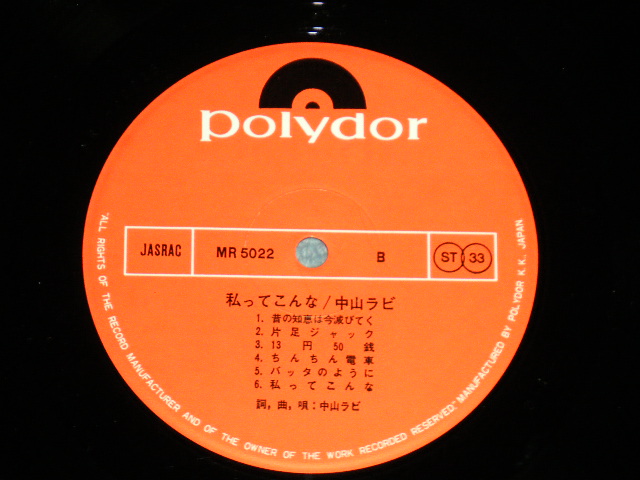 polydor
JASRAC MR 5022 B ST 33
私ってこんな/中山ラビ
1. 昔の知恵は今滅びてく
2. 片足ジャック
3. 13円50銭
4. ちんちん電車
5. バッタのように
6. 私ってこんな
詞,曲,唄:中山ラビ
"ALL RIGHTS OF THE RECORD MANUFACTURER AND OF THE OWNER OF THE WORK RECORDED RESERVED." MANUFACTURED BY POLYDOR K.K. JAPAN.